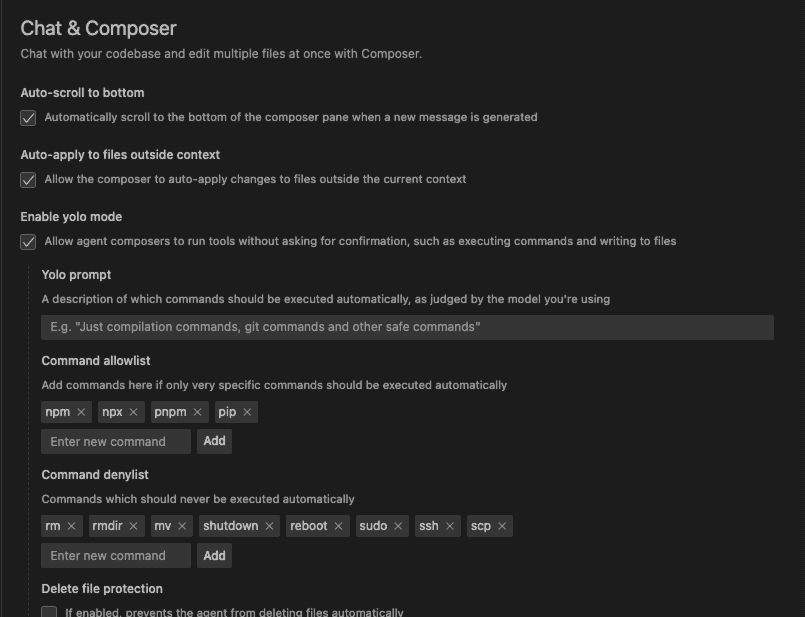 Chat & Composer
Chat with your codebase and edit multiple files at once with Composer.
Auto-scroll to bottom
Automatically scroll to the bottom of the composer pane when a new message is generated
Auto-apply to files outside context
Allow the composer to auto-apply changes to files outside the current context
Enable yolo mode
Allow agent composers to run tools without asking for confirmation, such as executing commands and writing to files
Yolo prompt
A description of which commands should be executed automatically, as judged by the model you're using
E.g. "Just compilation commands, git commands and other safe commands"
Command allowlist
Add commands here if only very specific commands should be executed automatically
npm × npx × pnpm × pip ×
Enter new command Add
Command denylist
Commands which should never be executed automatically
rm × rmdir × mv × shutdown × reboot × sudo × ssh × scp ×
Enter new command Add
Delete file protection
If enabled, prevents the agent from deleting files automatically